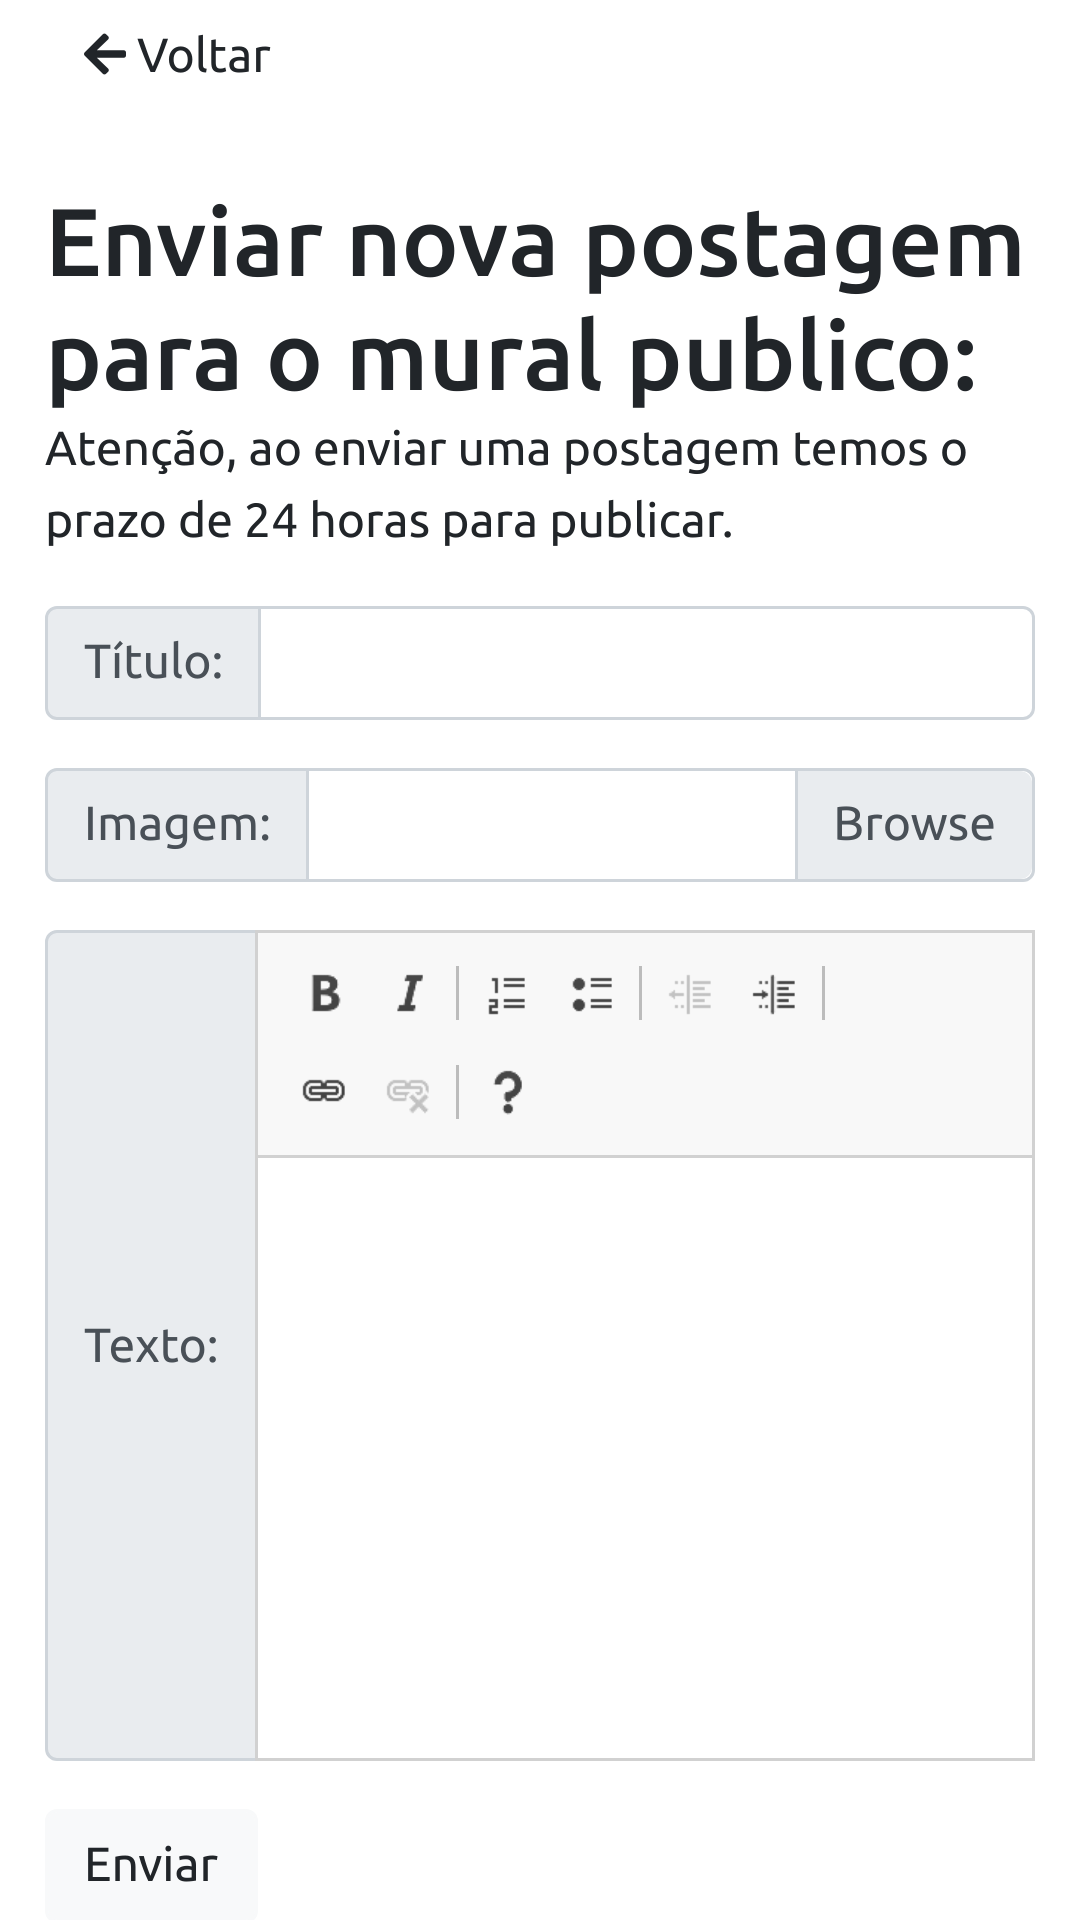 Voltar
Enviar nova postagem
para o mural publico:
Atenção, ao enviar uma postagem temos o
prazo de 24 horas para publicar.
Título:
Imagem: Browse
B I
?
Texto:
Enviar